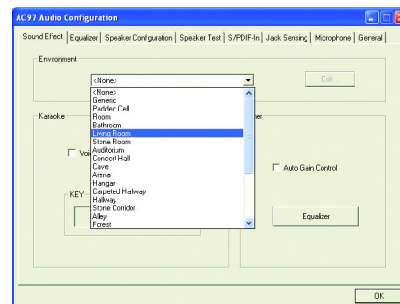 AC97 Audio Configuration
Sound Effect Equalizer Speaker Configuration Speaker Test S/PDIF-In Jack Sensing Microphone General
Environment
<None>
Edit...
<None>
Generic
Padded Cell
Room
Bathroom
Living Room
Stone Room
Auditorium
Concert Hall
Cave
Arena
Hangar
Carpeted Hallway
Hallway
Stone Corridor
Alley
Forest
Karaoke
KEY
Auto Gain Control
Equalizer
OK